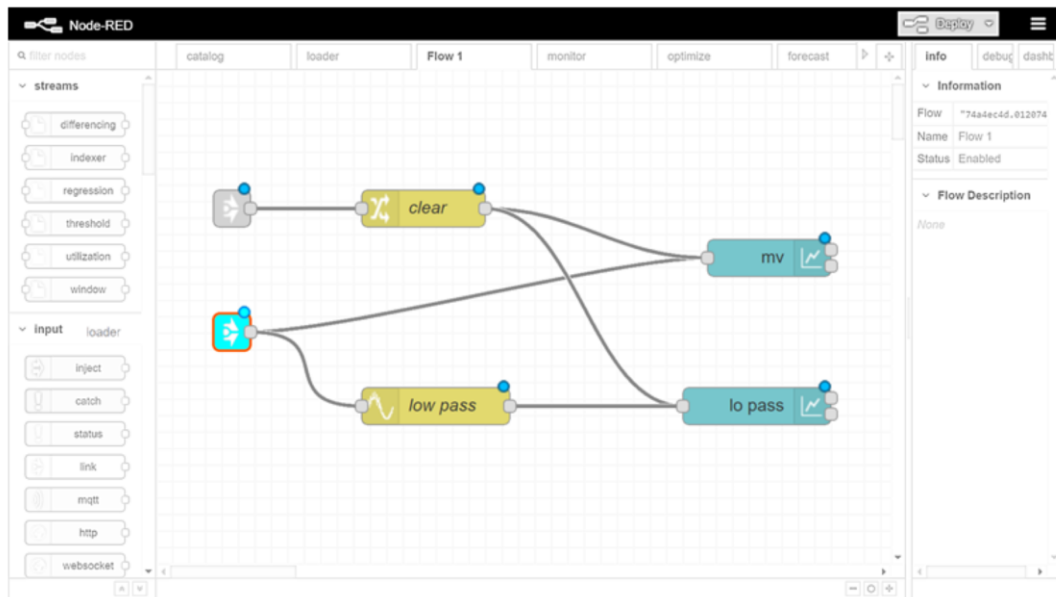 Node-RED
Deploy
filter nodes
catalog
loader
Flow 1
monitor
optimize
forecast
info
debug
dashb
streams
differencing
indexer
regression
threshold
utilization
window
input
loader
inject
catch
status
link
mqtt
http
websocket
clear
mv
low pass
lo pass
Information
Flow "74a4ec4d.012074
Name Flow 1
Status Enabled
Flow Description
None